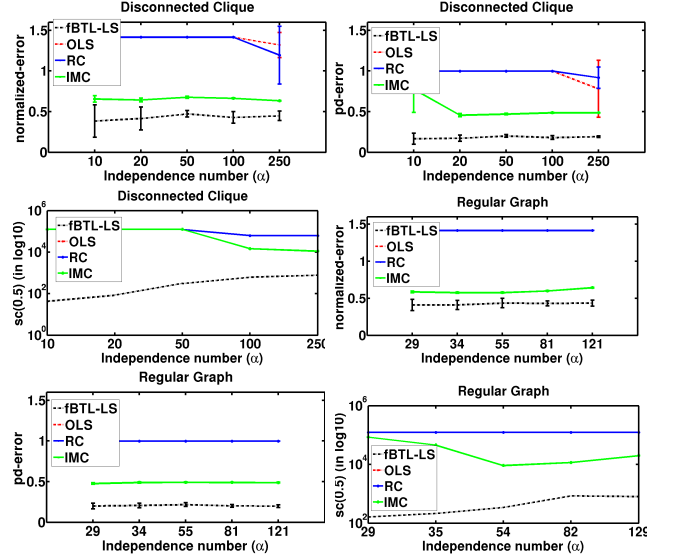 Disconnected Clique
normalized-error
1.5
1
0.5
0
fBTL-LS
OLS
RC
IMC
10 20 50 100 250
Independence number (α)
Disconnected Clique
pd-error
1.5
1
0.5
0
fBTL-LS
OLS
RC
IMC
10 20 50 100 250
Independence number (α)
Disconnected Clique
sc(0.5) (in log10)
10^6
10^4
10^2
10^0
fBTL-LS
OLS
RC
IMC
10 20 50 100 250
Independence number (α)
Regular Graph
normalized-error
1.5
1
0.5
0
fBTL-LS
OLS
RC
IMC
29 34 55 81 121
Independence number (α)
Regular Graph
pd-error
1.5
1
0.5
0
fBTL-LS
OLS
RC
IMC
29 34 55 81 121
Independence number (α)
Regular Graph
sc(0.5) (in log10)
10^6
10^4
10^2
fBTL-LS
OLS
RC
IMC
29 35 54 82 129
Independence number (α)